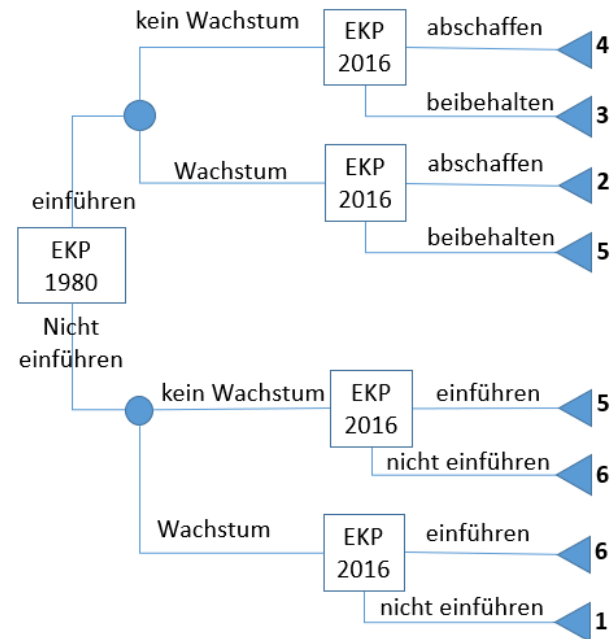 kein Wachstum
EKP
2016
abschaffen
4
beibehalten
3
Wachstum
EKP
2016
abschaffen
2
beibehalten
5
einführen
EKP
1980
Nicht
einführen
kein Wachstum
EKP
2016
einführen
5
nicht einführen
6
Wachstum
EKP
2016
einführen
6
nicht einführen
1